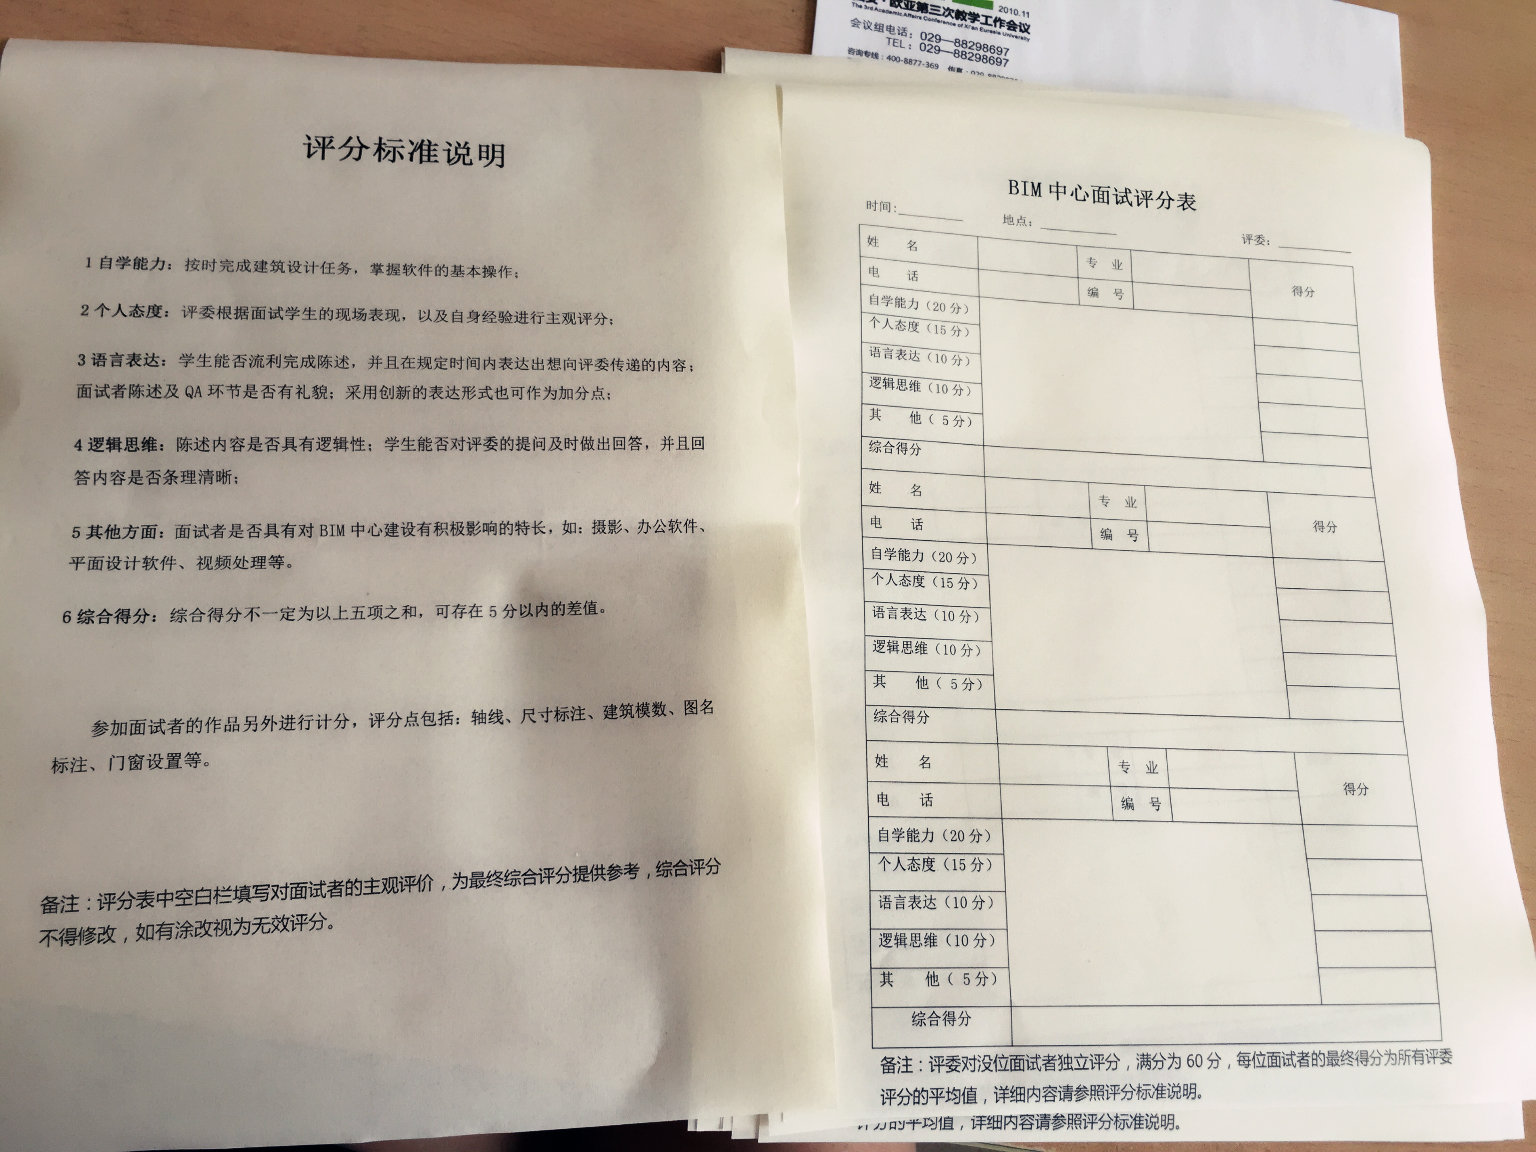 评分标准说明
1 自学能力：按时完成建筑设计任务，掌握软件的基本操作；
2 个人态度：评委根据面试学生的现场表现，以及自身经验进行主观评分；
3 语言表达：学生能否流利完成陈述，并且在规定时间内表达出想向评委传递的内容；
面试者陈述及 QA 环节是否有礼貌；采用创新的表达形式也可作为加分点；
4 逻辑思维：陈述内容是否具有逻辑性；学生能否对评委的提问及时做出回答，并且回
答内容是否条理清晰；
5 其他方面：面试者是否具有对 BIM 中心建设有积极影响的特长，如：摄影、办公软件、
平面设计软件、视频处理等。
6 综合得分：综合得分不一定为以上五项之和，可存在 5 分以内的差值。
参加面试者的作品另外进行计分，评分点包括：轴线、尺寸标注、建筑模数、图名
标注、门窗设置等。
备注：评分表中空白栏填写对面试者的主观评价，为最终综合评分提供参考，综合评分
不得修改，如有涂改视为无效评分。
2010.11
欧亚第三次教学工作会议
The 3rd Academic Affairs Conference of Xi'an Eurasia University
会议组电话：029—88298697
TEL：029—88298697
咨询专线：400-8877-369
BIM 中心面试评分表
时间：________ 地点：________ 评委：________
姓 名 专 业 得分
电 话 编 号
自学能力（20 分）
个人态度（15 分）
语言表达（10 分）
逻辑思维（10 分）
其 他（ 5 分）
综合得分
姓 名 专 业 得分
电 话 编 号
自学能力（20 分）
个人态度（15 分）
语言表达（10 分）
逻辑思维（10 分）
其 他（ 5 分）
综合得分
姓 名 专 业 得分
电 话 编 号
自学能力（20 分）
个人态度（15 分）
语言表达（10 分）
逻辑思维（10 分）
其 他（ 5 分）
综合得分
备注：评委对没位面试者独立评分，满分为 60 分，每位面试者的最终得分为所有评委
评分的平均值，详细内容请参照评分标准说明。
评分的平均值，详细内容请参照评分标准说明。